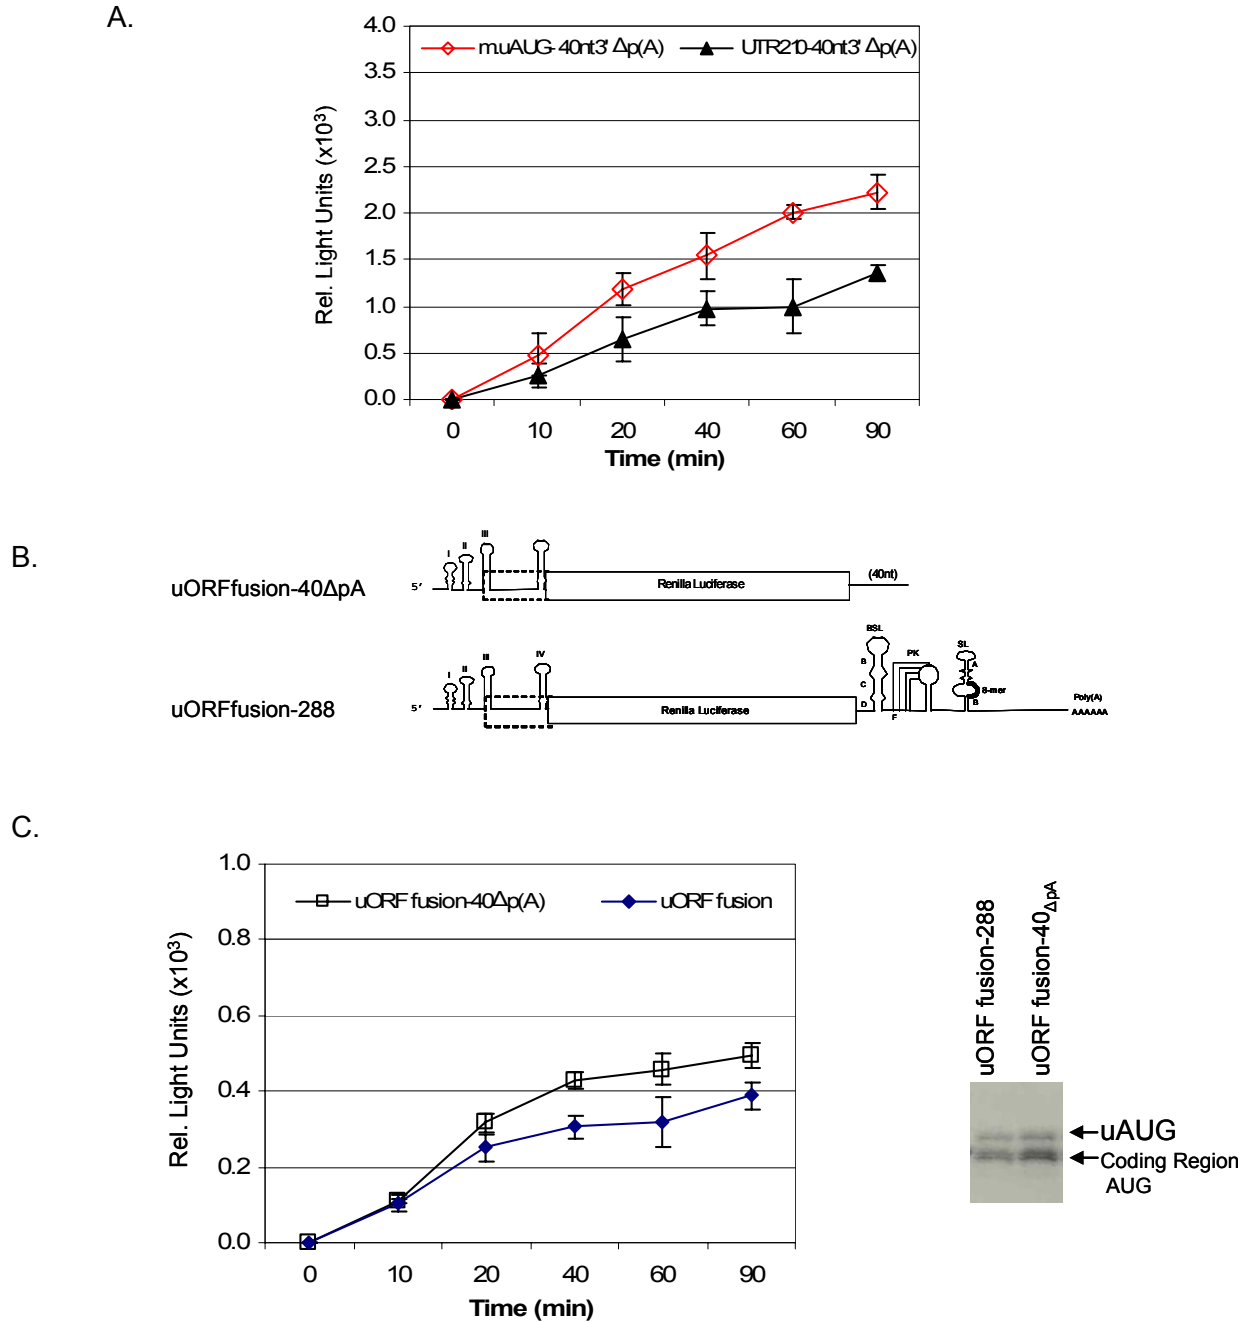 A.
4.0
3.5
3.0
2.5
2.0
1.5
1.0
0.5
0.0
Rel. Light Units (x10³)
m.uAUG-40nt3' Δp(A)
UTR210-40nt3' Δp(A)
0 10 20 40 60 90
Time (min)
B.
uORFfusion-40ΔpA
5'
I
II
III
Renilla Luciferase
(40nt)
uORFfusion-288
5'
I
II
III
IV
Renilla Luciferase
BSL
B
C
D
PK
F
SL
A
8-mer
B
Poly(A)
AAAAAA
C.
1.0
0.8
0.6
0.4
0.2
0.0
Rel. Light Units (x10³)
uORF fusion-40Δp(A)
uORF fusion
0 10 20 40 60 90
Time (min)
uORF fusion-288
uORF fusion-40ΔpA
uAUG
Coding Region
AUG